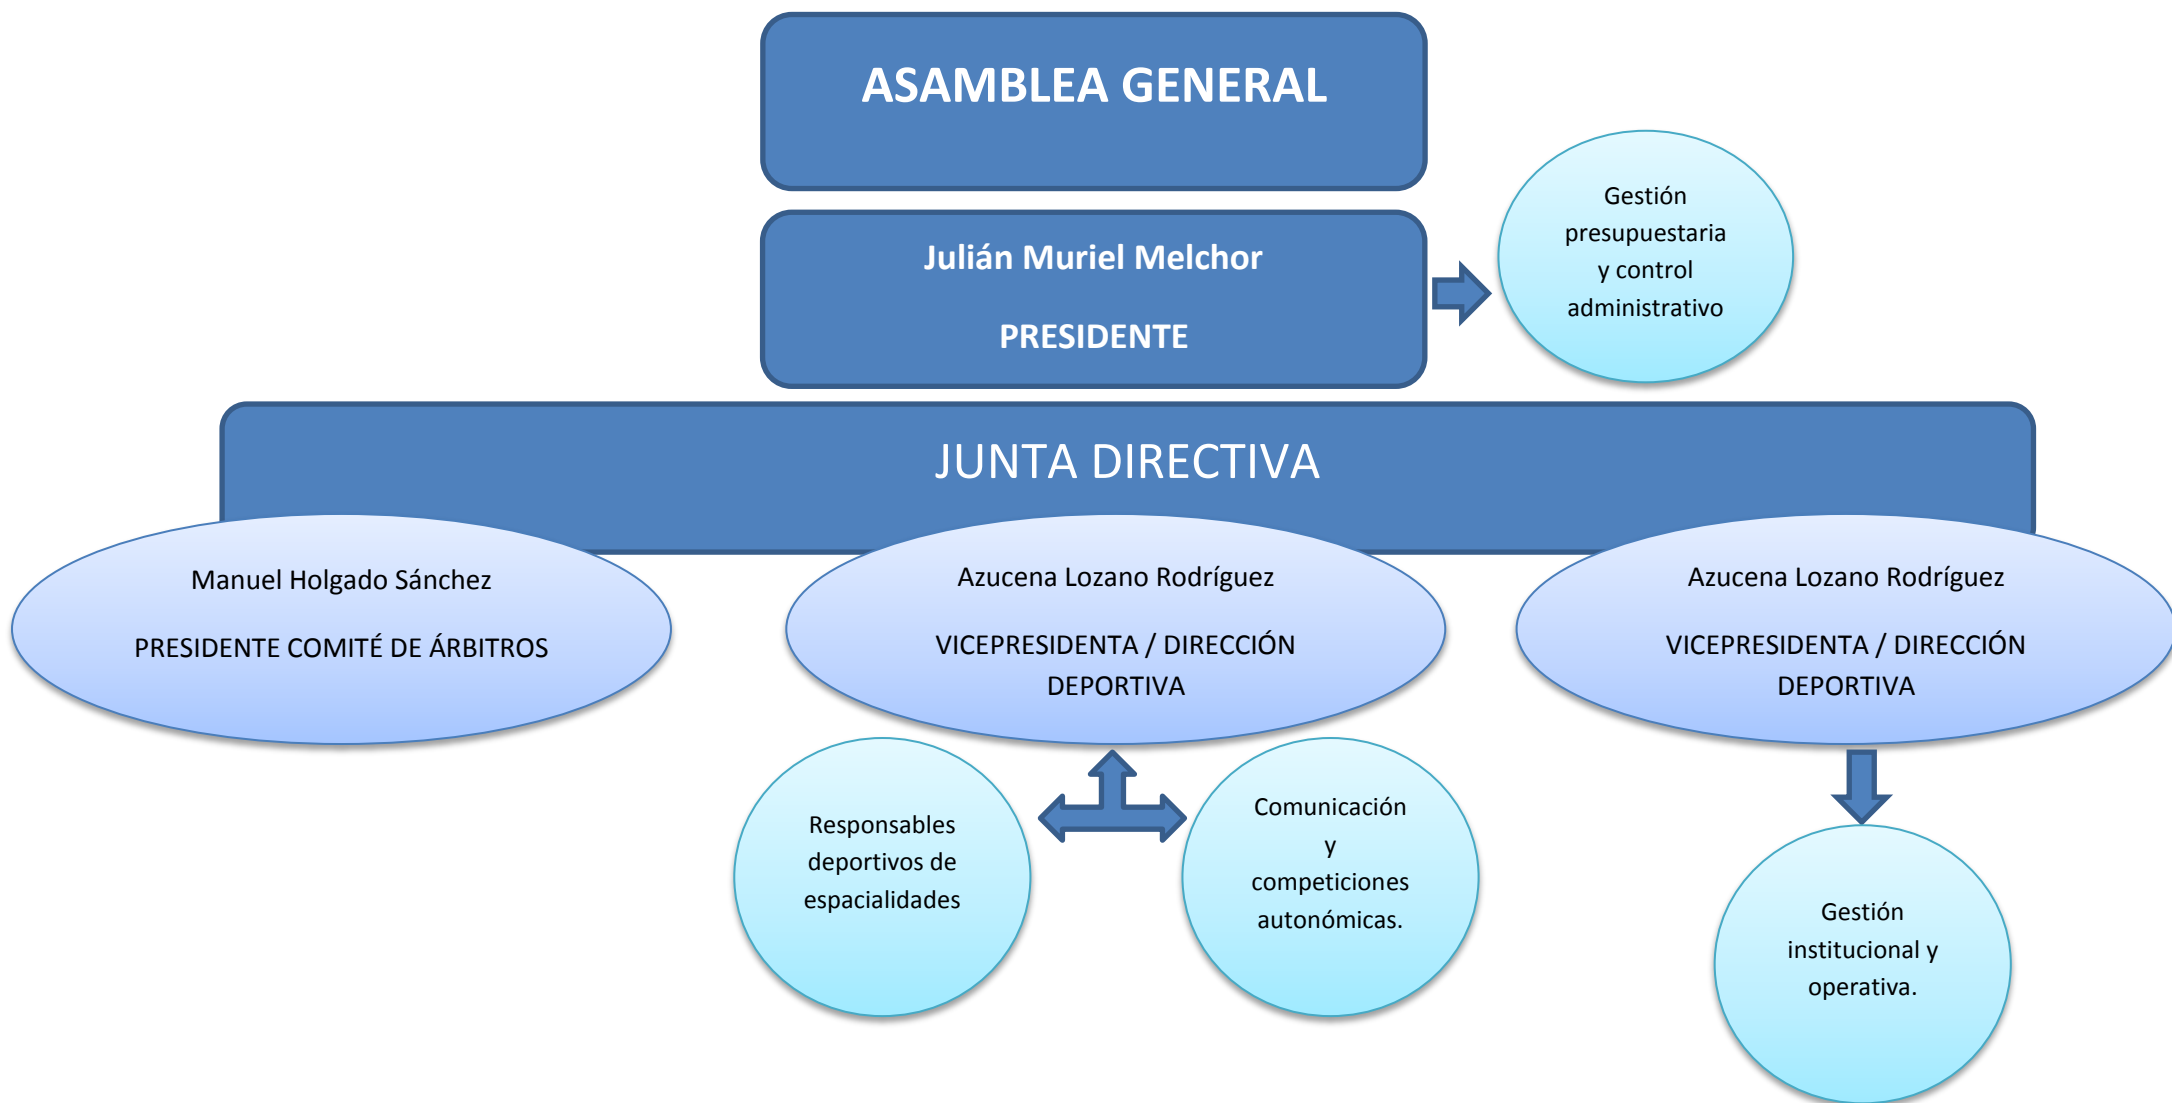 ASAMBLEA GENERAL
Julián Muriel Melchor
PRESIDENTE
Gestión
presupuestaria
y control
administrativo
JUNTA DIRECTIVA
Manuel Holgado Sánchez
PRESIDENTE COMITÉ DE ÁRBITROS
Azucena Lozano Rodríguez
VICEPRESIDENTA / DIRECCIÓN
DEPORTIVA
Azucena Lozano Rodríguez
VICEPRESIDENTA / DIRECCIÓN
DEPORTIVA
Responsables
deportivos de
espacialidades
Comunicación
y
competiciones
autonómicas.
Gestión
institucional y
operativa.